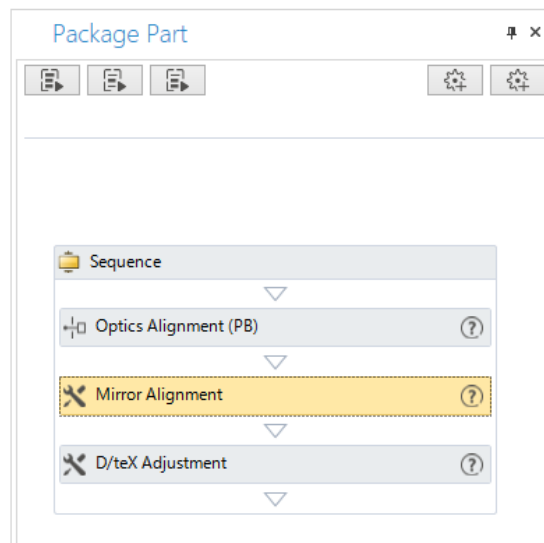 Package Part
Sequence
Optics Alignment (PB)
?
Mirror Alignment
?
D/teX Adjustment
?